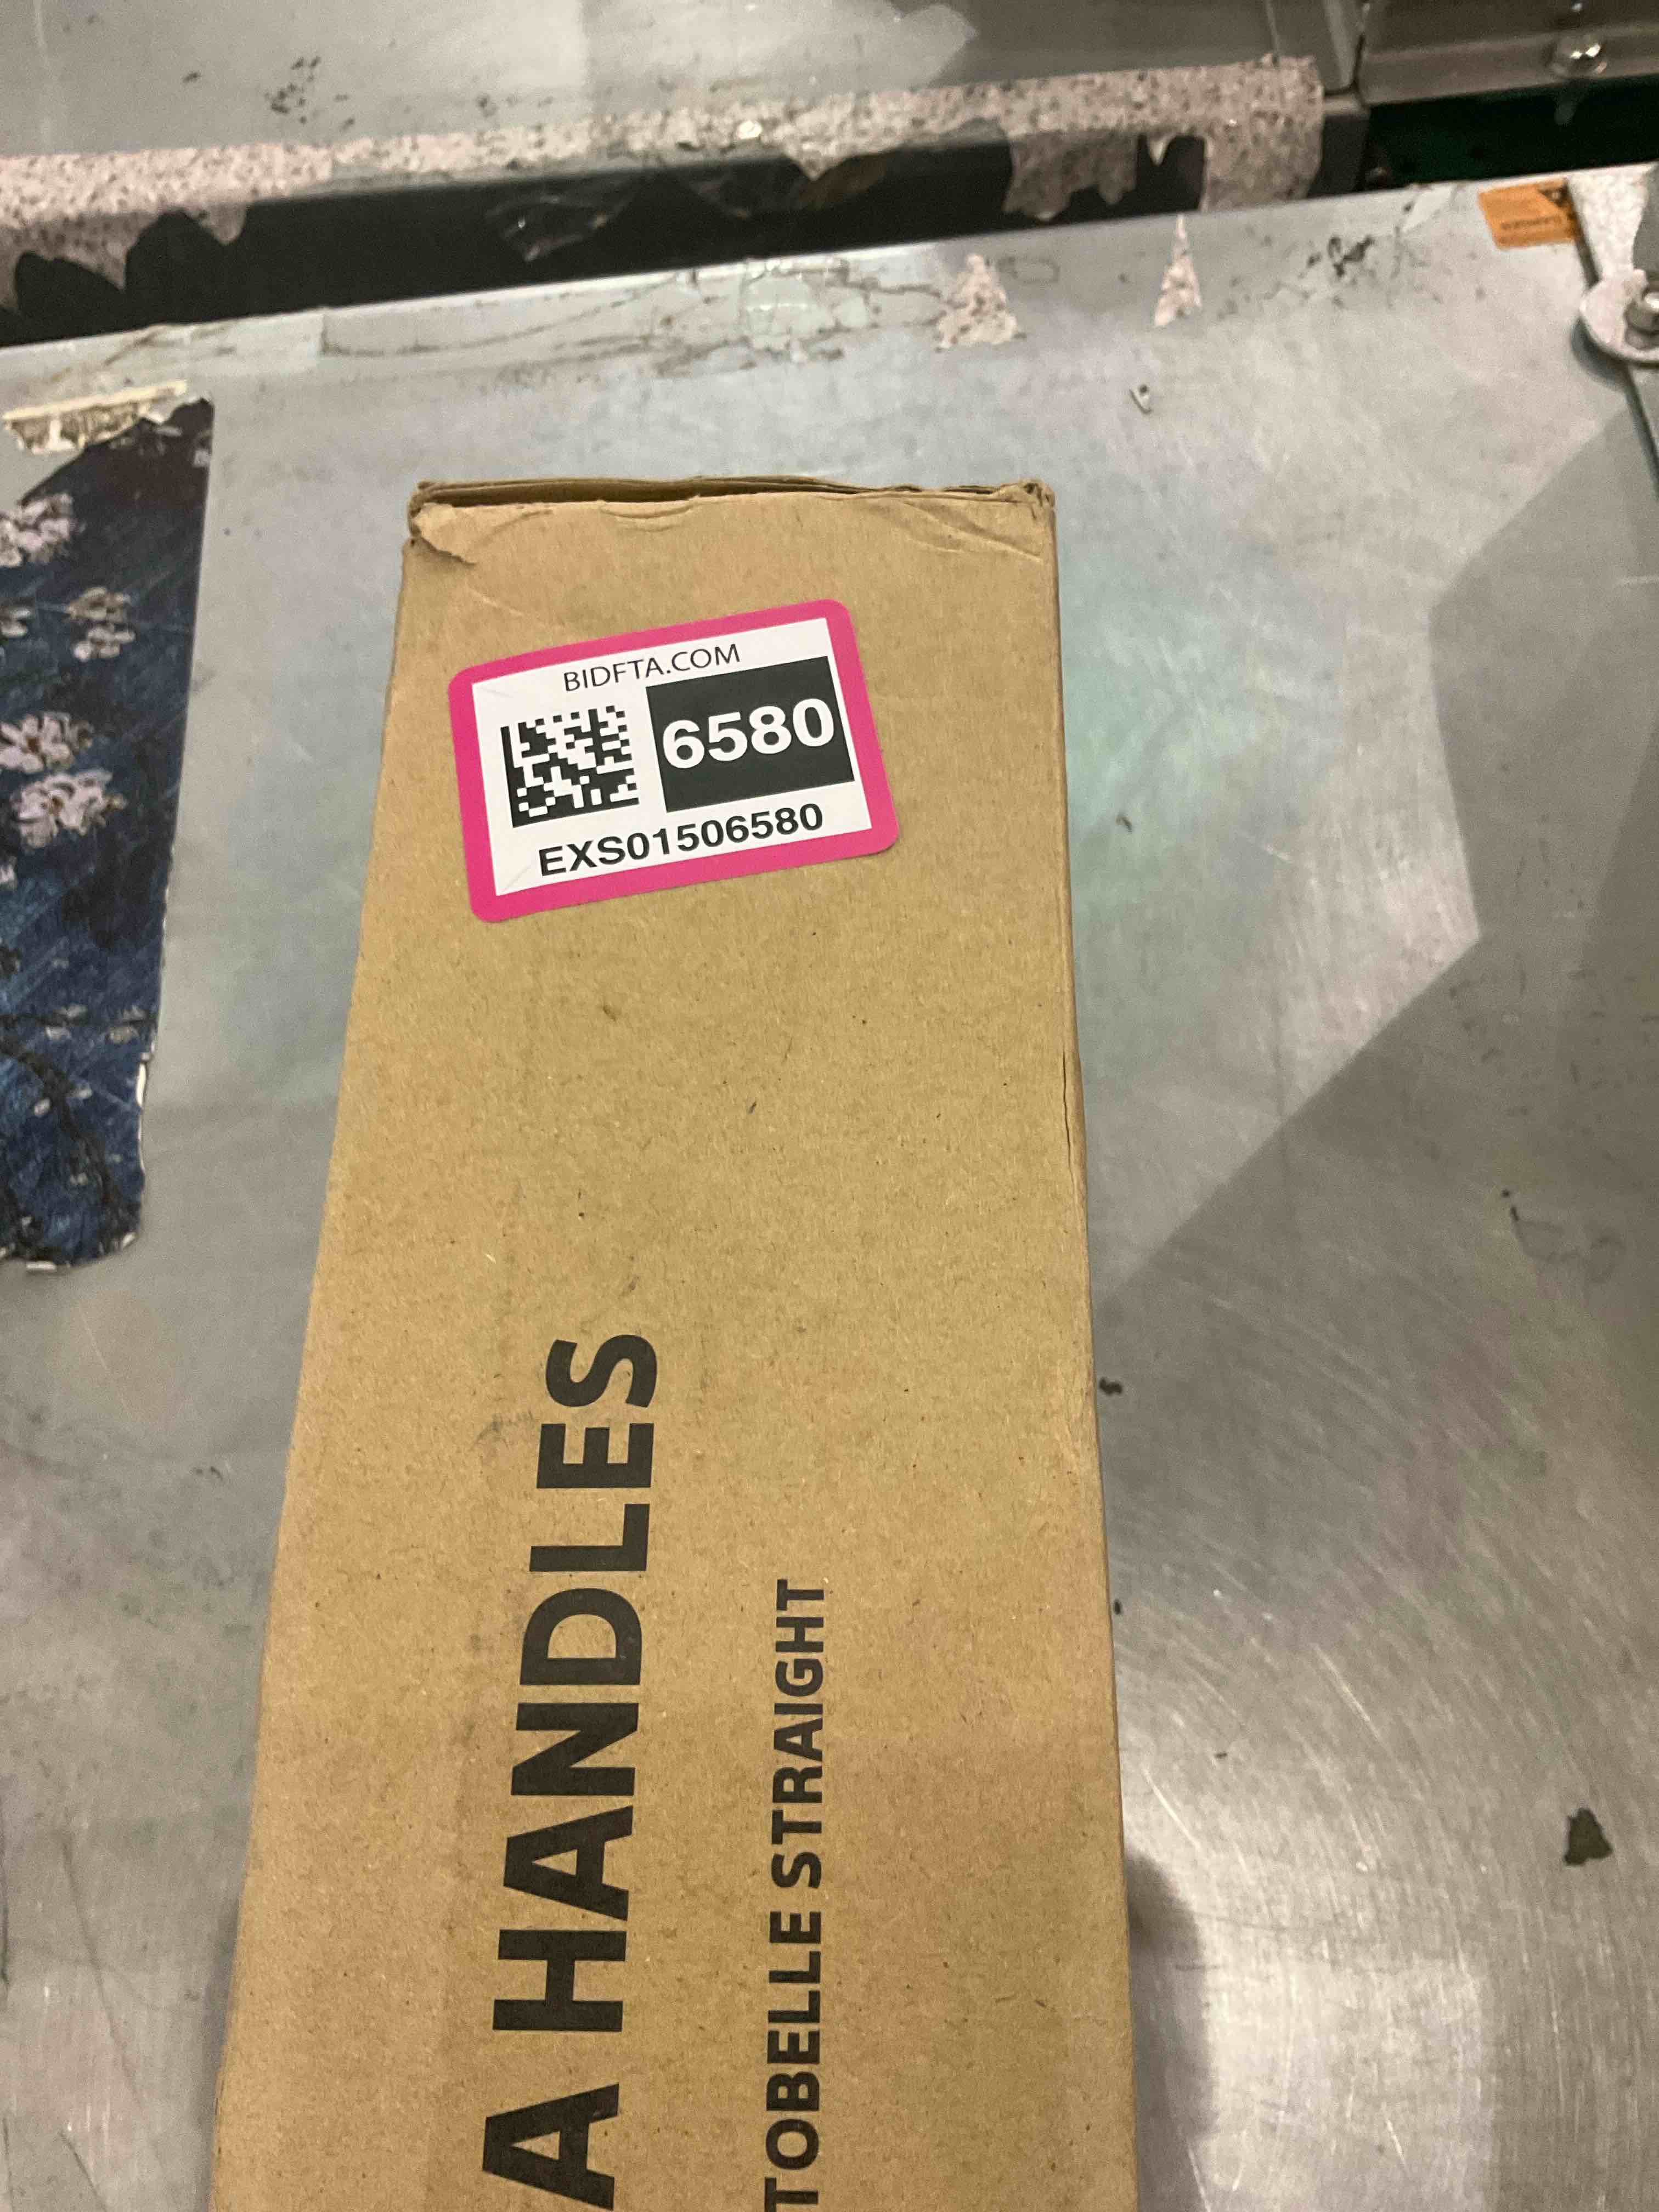 BIDFTA.COM
6580
EXS01506580
A HANDLES
TOBELLE STRAIGHT